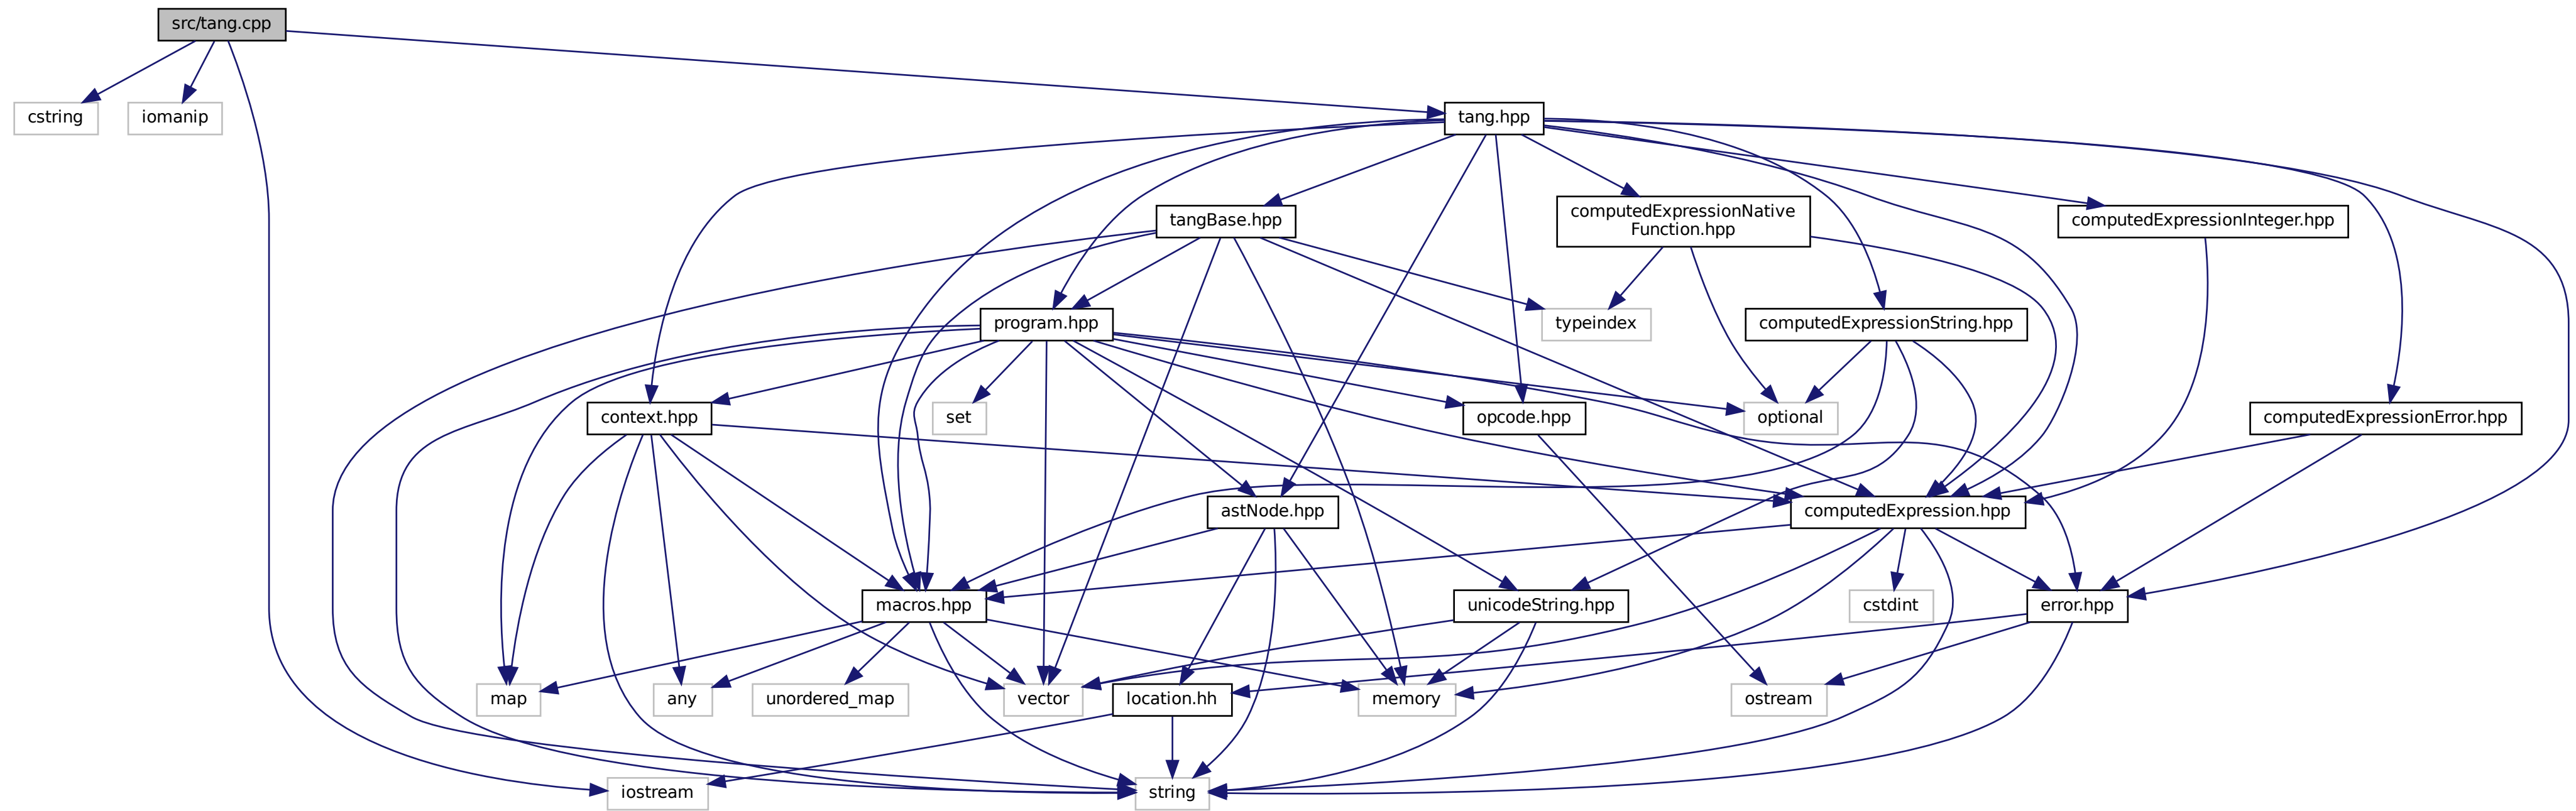 src/tang.cpp
cstring
iomanip
tang.hpp
tangBase.hpp
computedExpressionNative
Function.hpp
computedExpressionInteger.hpp
program.hpp
typeindex
computedExpressionString.hpp
context.hpp
set
opcode.hpp
optional
computedExpressionError.hpp
astNode.hpp
computedExpression.hpp
macros.hpp
unicodeString.hpp
cstdint
error.hpp
map
any
unordered_map
vector
location.hh
memory
ostream
iostream
string